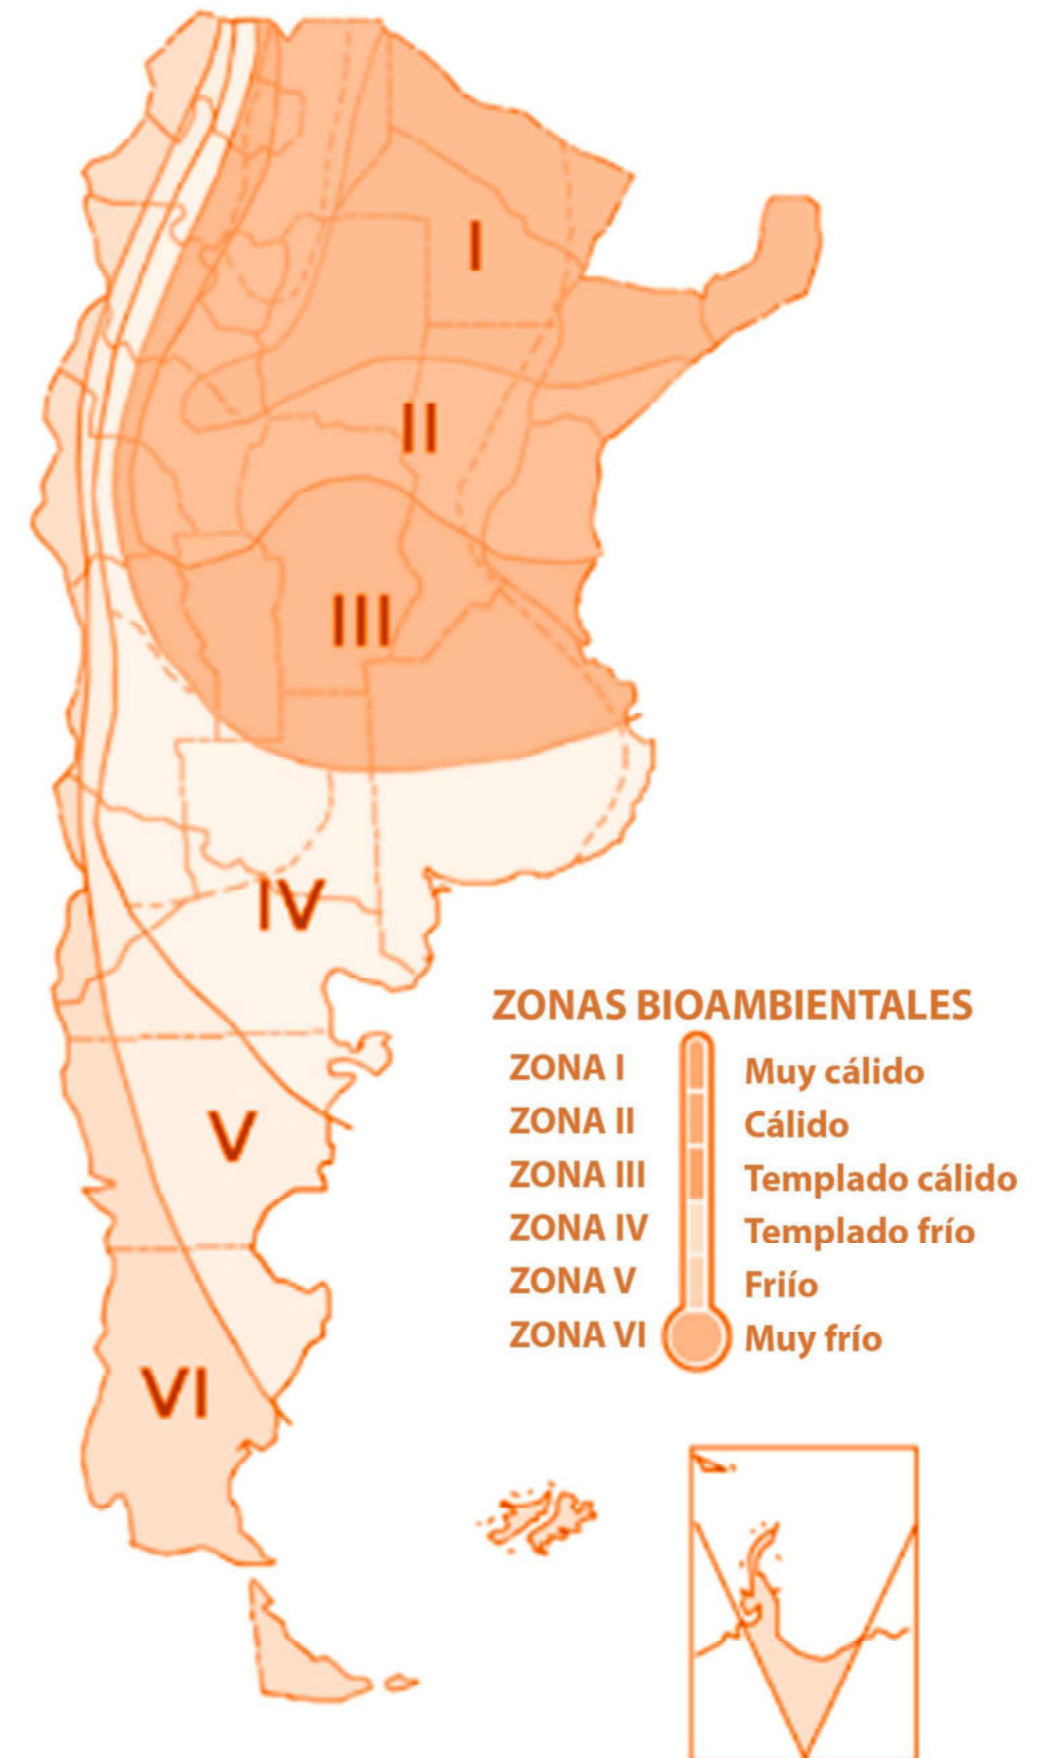 I
II
III
IV
V
VI
ZONAS BIOAMBIENTALES
ZONA I Muy cálido
ZONA II Cálido
ZONA III Templado cálido
ZONA IV Templado frío
ZONA V Friío
ZONA VI Muy frío